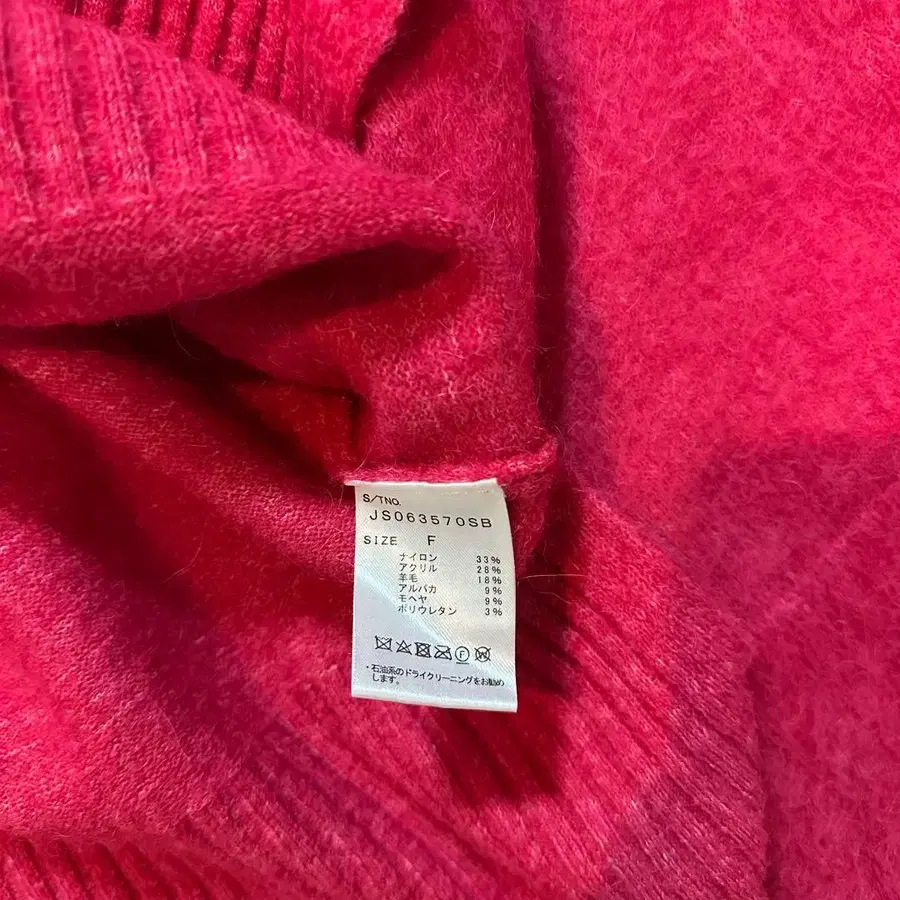 S/TNO.
JS063570SB
SIZE F
ナイロン 33%
アクリル 28%
羊毛 18%
アルパカ 9%
モヘヤ 9%
ポリウレタン 3%
F W
・石油系のドライクリーニングをお勧め
します。